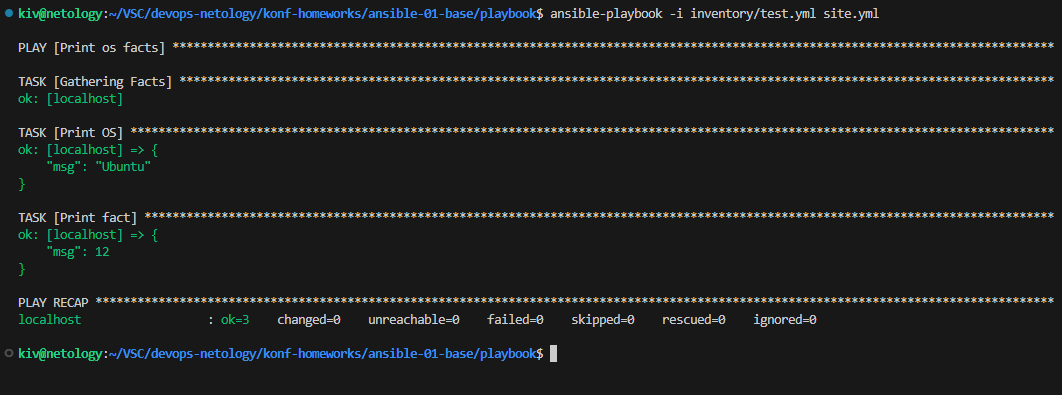 kiv@netology:~/VSC/devops-netology/konf-homeworks/ansible-01-base/playbook$ ansible-playbook -i inventory/test.yml site.yml
PLAY [Print os facts] ******************************************************************************************************************************
TASK [Gathering Facts] *****************************************************************************************************************************
ok: [localhost]
TASK [Print OS] ************************************************************************************************************************************
ok: [localhost] => {
    "msg": "Ubuntu"
}
TASK [Print fact] **********************************************************************************************************************************
ok: [localhost] => {
    "msg": 12
}
PLAY RECAP *****************************************************************************************************************************************
localhost                  : ok=3    changed=0    unreachable=0    failed=0    skipped=0    rescued=0    ignored=0
kiv@netology:~/VSC/devops-netology/konf-homeworks/ansible-01-base/playbook$